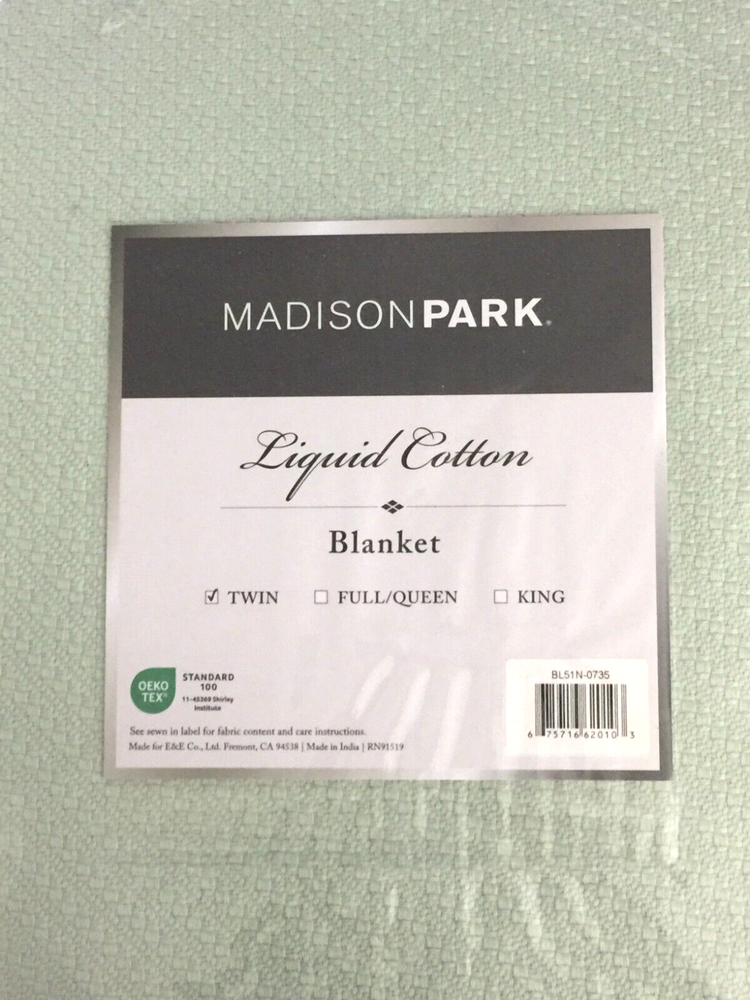 MADISONPARK®
Liquid Cotton
Blanket
☑ TWIN ☐ FULL/QUEEN ☐ KING
OEKO
TEX®
STANDARD
100
11-45369 Shirley
Institute
BL51N-0735
6 75716 62010 3
See sewn in label for fabric content and care instructions.
Made for E&E Co., Ltd. Fremont, CA 94538 | Made in India | RN91519